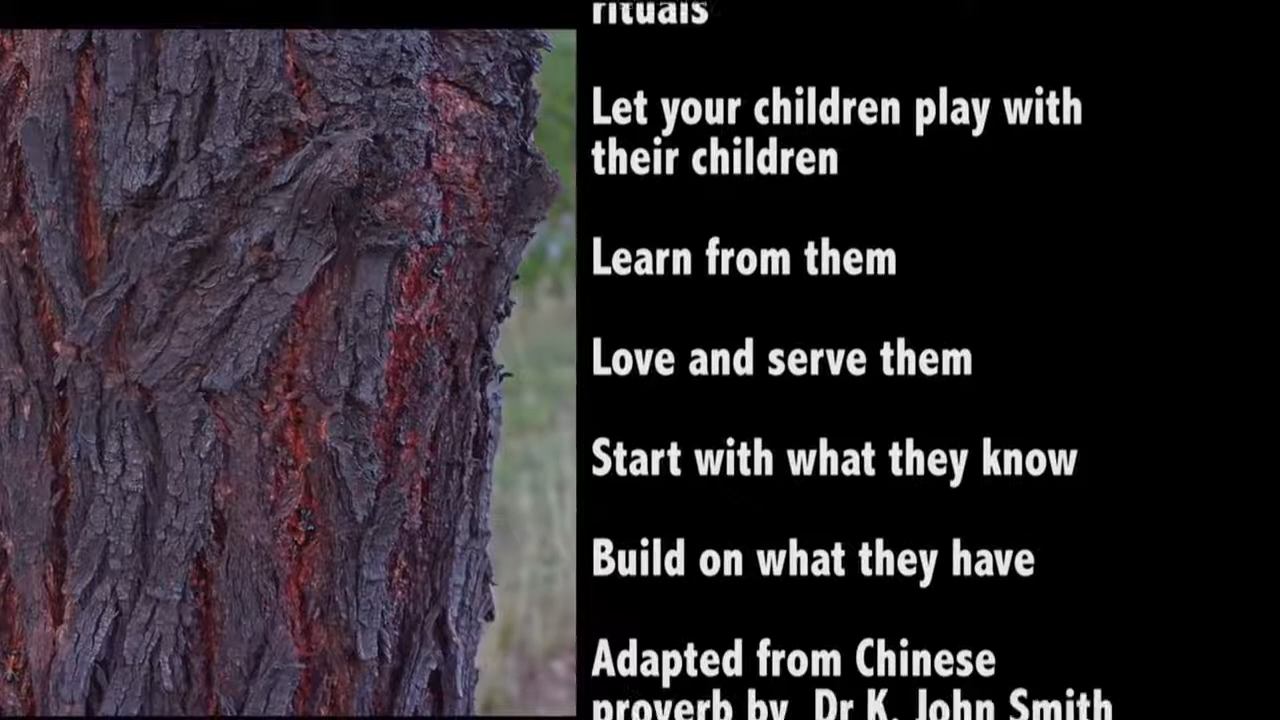 rituals
Let your children play with
their children
Learn from them
Love and serve them
Start with what they know
Build on what they have
Adapted from Chinese
proverb by Dr K. John Smith